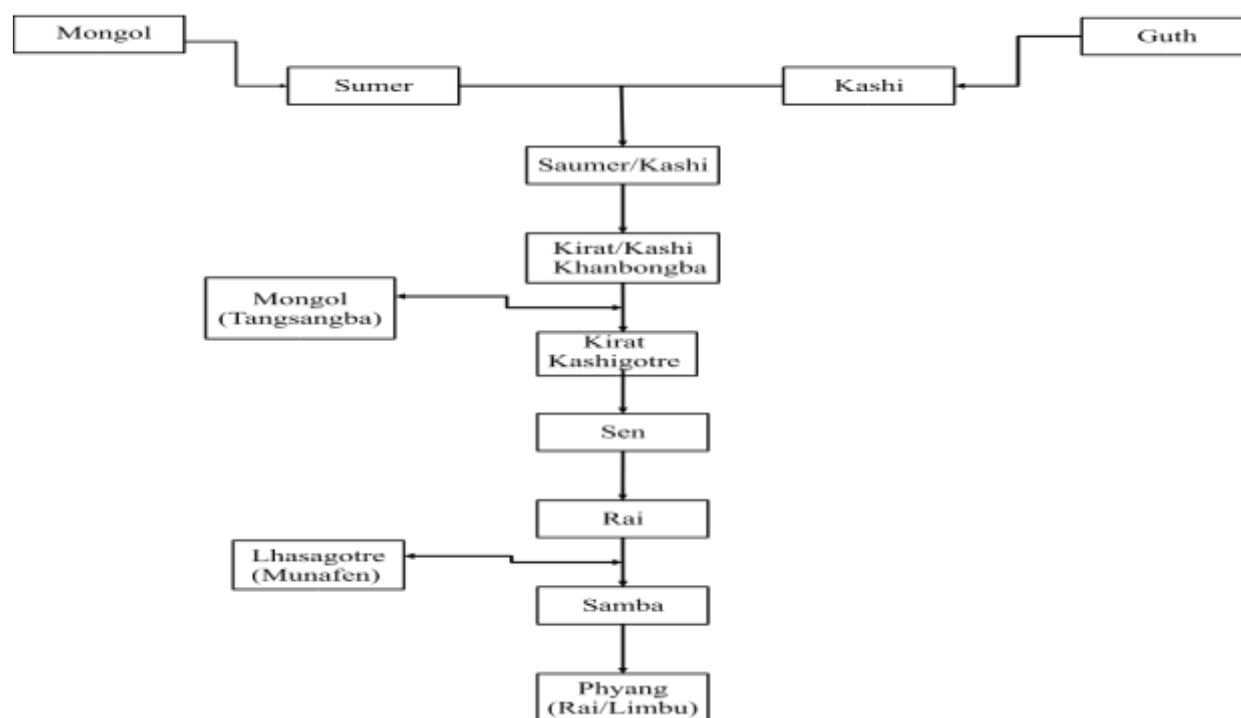 Mongol
Guth
Sumer
Kashi
Saumer/Kashi
Kirat/Kashi
Khanbongba
Mongol
(Tangsangba)
Kirat
Kashigotre
Sen
Rai
Lhasagotre
(Munafen)
Samba
Phyang
(Rai/Limbu)